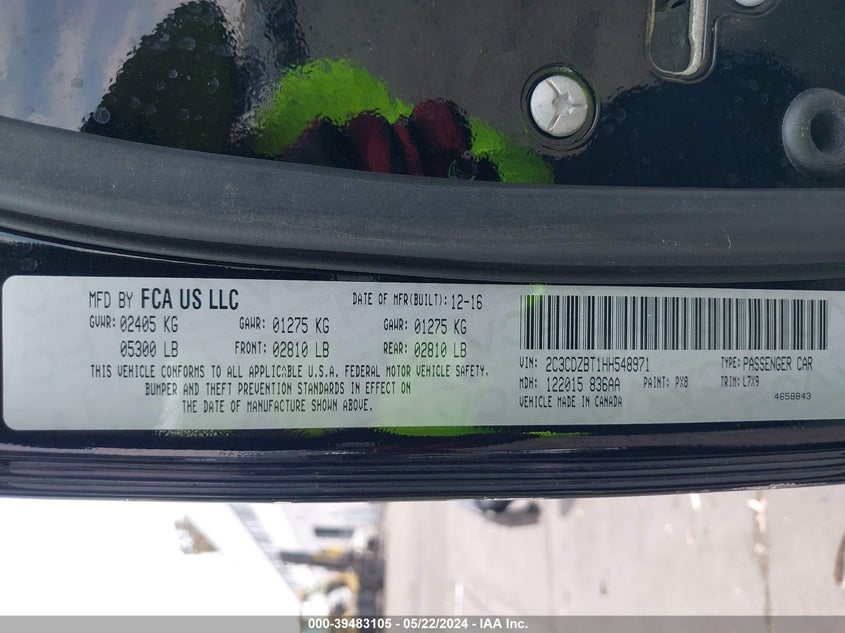 MFD BY FCA US LLC DATE OF MFR(BUILT): 12-16
GVWR: 02405 KG GAWR: 01275 KG GAWR: 01275 KG
05300 LB FRONT: 02810 LB REAR: 02810 LB
THIS VEHICLE CONFORMS TO ALL APPLICABLE U.S.A. FEDERAL MOTOR VEHICLE SAFETY,
BUMPER AND THEFT PREVENTION STANDARDS IN EFFECT ON
THE DATE OF MANUFACTURE SHOWN ABOVE.
VIN: 2C3CDZBT1HH548971 TYPE: PASSENGER CAR
MDH: 122015 836AA PAINT: PX8 TRIM: L7X9
VEHICLE MADE IN CANADA 4658843
000-39483105 - 05/22/2024 - IAA Inc.